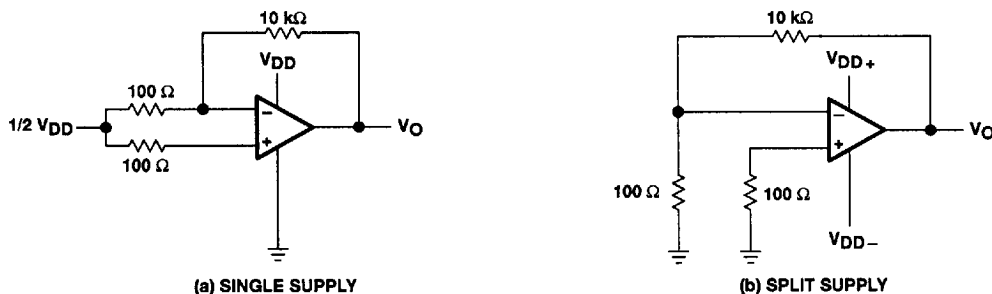 10 kΩ
VDD
100 Ω
1/2 VDD
VO
100 Ω
(a) SINGLE SUPPLY
10 kΩ
VDD+
VO
100 Ω
100 Ω
VDD−
(b) SPLIT SUPPLY